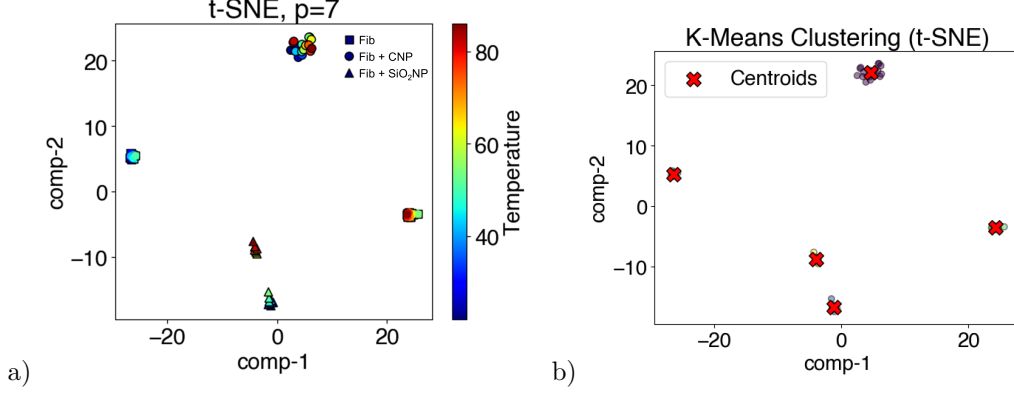 t-SNE, p=7
Fib
Fib + CNP
Fib + SiO₂NP
20
10
0
−10
comp-2
−20
0
20
comp-1
80
60
40
Temperature
a)
K-Means Clustering (t-SNE)
Centroids
20
10
0
−10
comp-2
−20
0
20
comp-1
b)